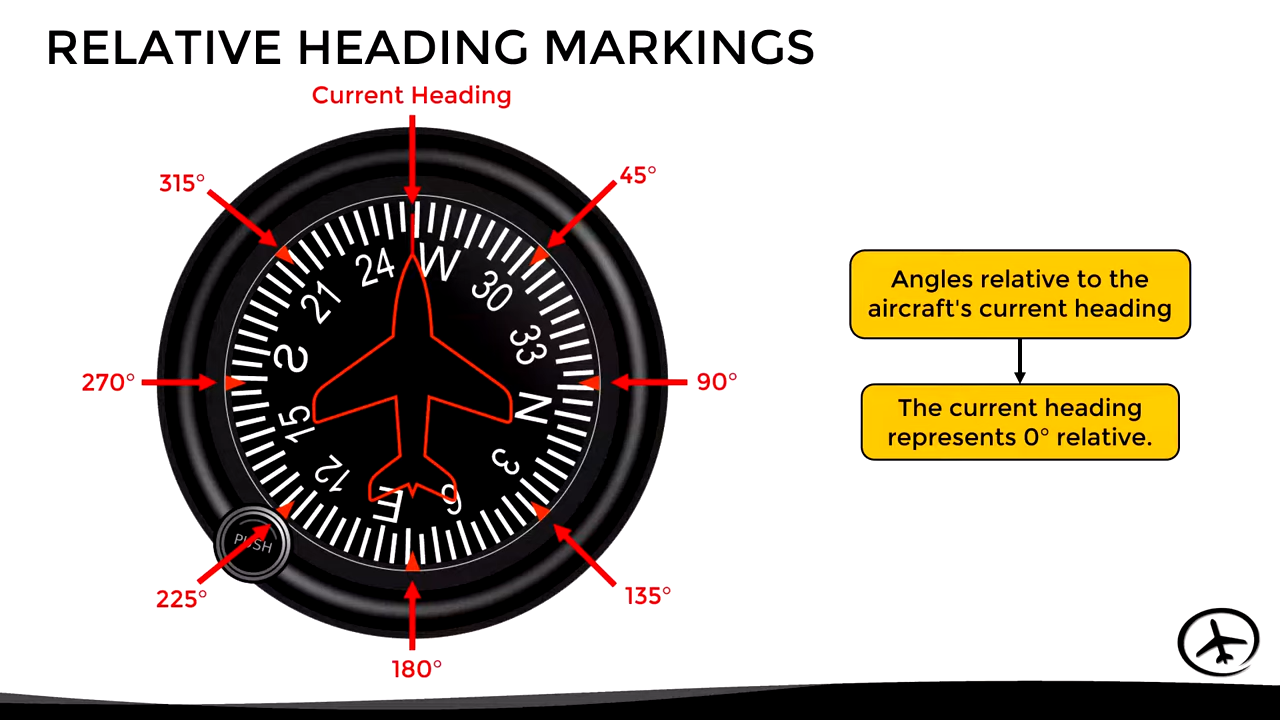 RELATIVE HEADING MARKINGS
Current Heading
315°
45°
24
W
21
30
33
S
270°
90°
Angles relative to the
aircraft's current heading
The current heading
represents 0° relative.
15
N
12
3
E
6
PUSH
225°
135°
180°